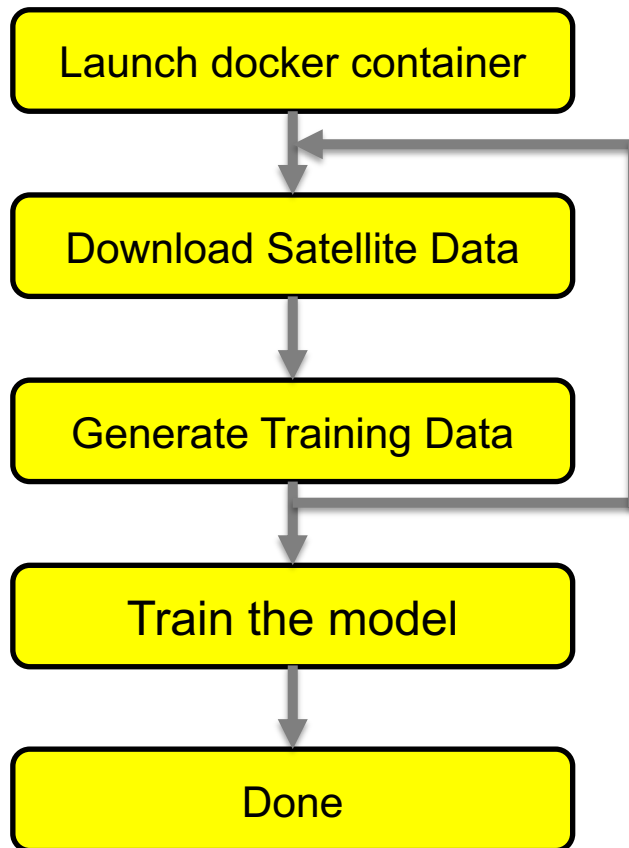 Launch docker container
Download Satellite Data
Generate Training Data
Train the model
Done